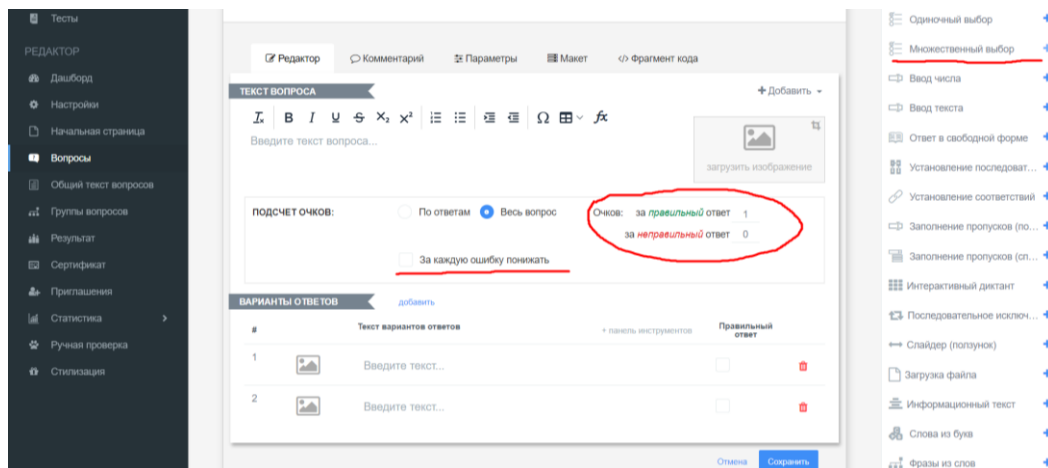 Тесты
РЕДАКТОР
Дашборд
Настройки
Начальная страница
Вопросы
Общий текст вопросов
Группы вопросов
Результат
Сертификат
Приглашения
Статистика
Ручная проверка
Стилизация
Редактор Комментарий Параметры Макет </> Фрагмент кода
ТЕКСТ ВОПРОСА + Добавить
B I U S X₂ X² Ω fx
Введите текст вопроса...
загрузить изображение
ПОДСЧЕТ ОЧКОВ: По ответам Весь вопрос Очков: за правильный ответ 1
за неправильный ответ 0
За каждую ошибку понижать
ВАРИАНТЫ ОТВЕТОВ добавить
# Текст вариантов ответов + панель инструментов Правильный ответ
1 Введите текст...
2 Введите текст...
Отмена Сохранить
Одиночный выбор
Множественный выбор
Ввод числа
Ввод текста
Ответ в свободной форме
Установление последоват...
Установление соответствий
Заполнение пропусков (по...
Заполнение пропусков (сп...
Интерактивный диктант
Последовательное исключ...
Слайдер (ползунок)
Загрузка файла
Информационный текст
Слова из букв
Фразы из слов